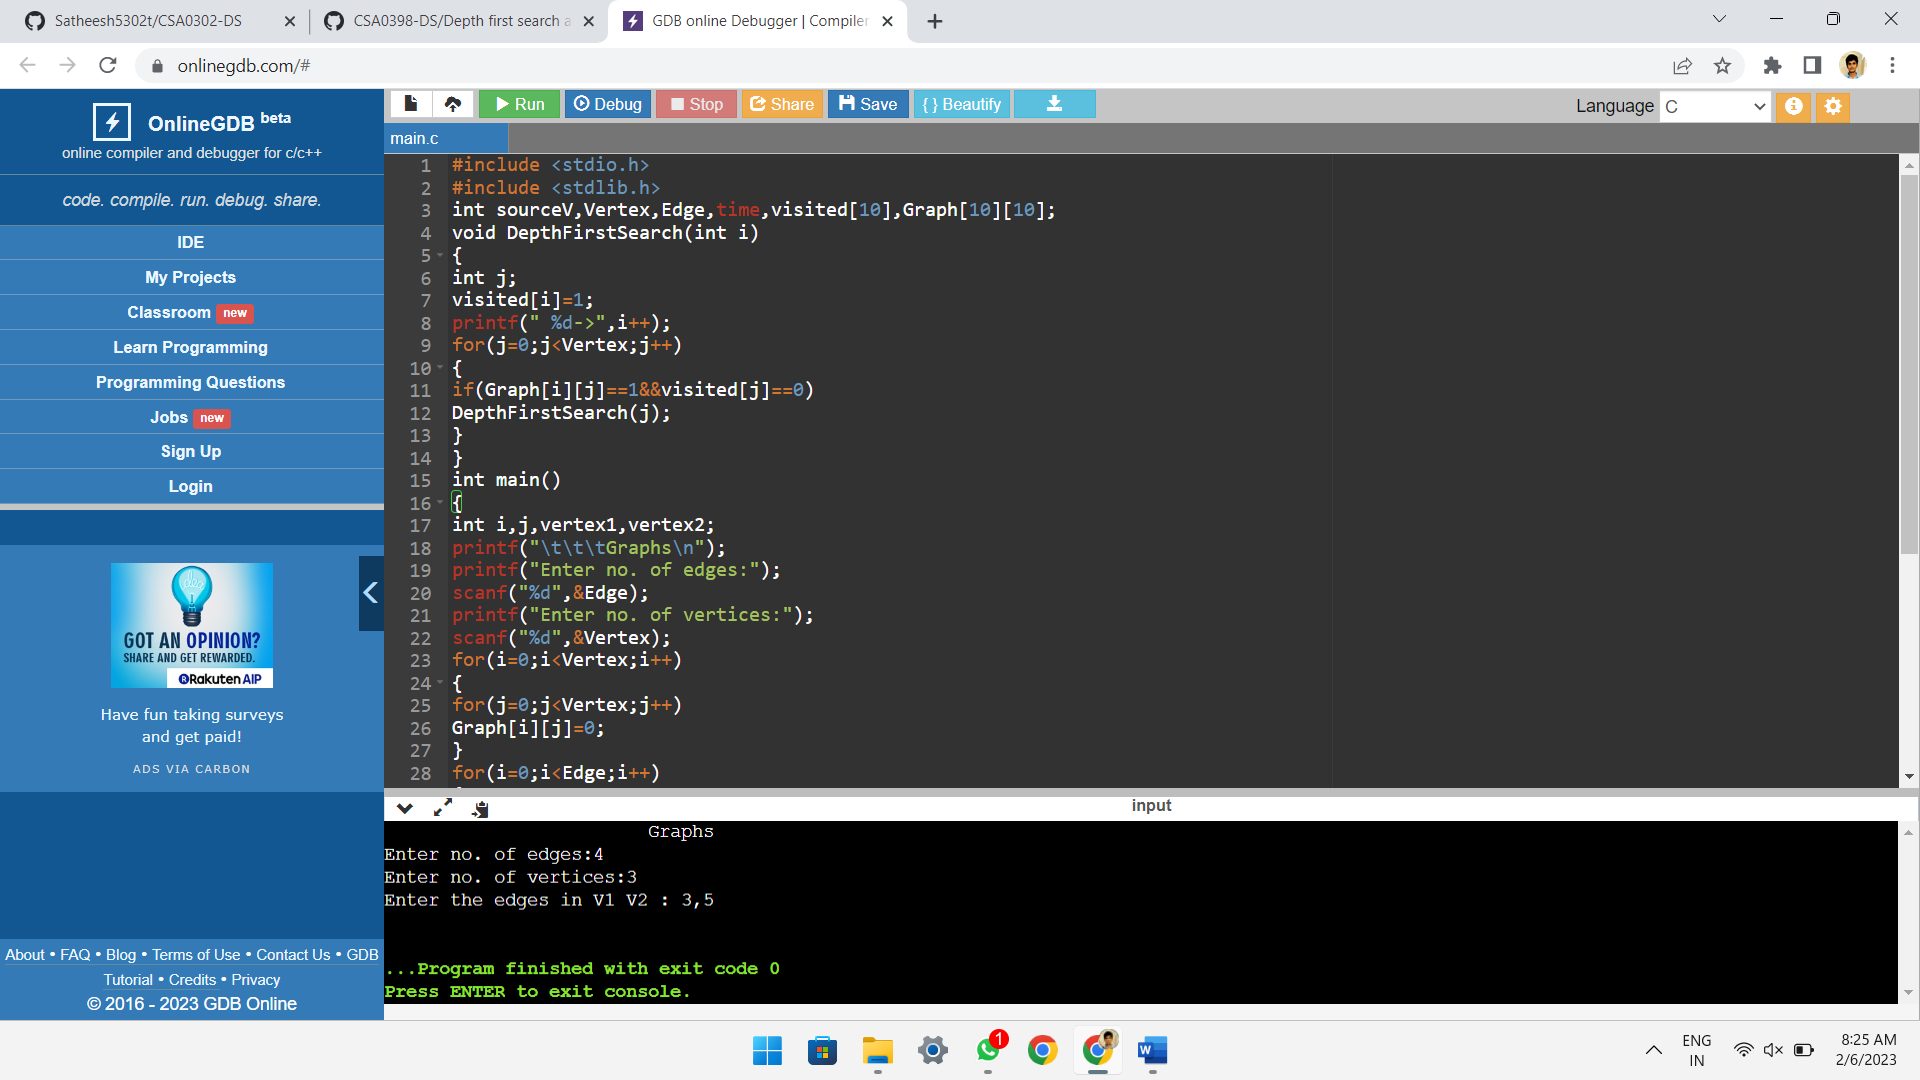 Satheesh5302t/CSA0302-DS
CSA0398-DS/Depth first search a
GDB online Debugger | Compiler
onlinegdb.com/#
OnlineGDB beta
online compiler and debugger for c/c++
code. compile. run. debug. share.
IDE
My Projects
Classroom new
Learn Programming
Programming Questions
Jobs new
Sign Up
Login
GOT AN OPINION?
SHARE AND GET REWARDED.
Rakuten AIP
Have fun taking surveys
and get paid!
ADS VIA CARBON
About • FAQ • Blog • Terms of Use • Contact Us • GDB
Tutorial • Credits • Privacy
© 2016 - 2023 GDB Online
Run
Debug
Stop
Share
Save
{ } Beautify
Language C
main.c
1 #include <stdio.h>
2 #include <stdlib.h>
3 int sourceV,Vertex,Edge,time,visited[10],Graph[10][10];
4 void DepthFirstSearch(int i)
5 {
6 int j;
7 visited[i]=1;
8 printf(" %d->",i++);
9 for(j=0;j<Vertex;j++)
10 {
11 if(Graph[i][j]==1&&visited[j]==0)
12 DepthFirstSearch(j);
13 }
14 }
15 int main()
16 {
17 int i,j,vertex1,vertex2;
18 printf("\t\t\tGraphs\n");
19 printf("Enter no. of edges:");
20 scanf("%d",&Edge);
21 printf("Enter no. of vertices:");
22 scanf("%d",&Vertex);
23 for(i=0;i<Vertex;i++)
24 {
25 for(j=0;j<Vertex;j++)
26 Graph[i][j]=0;
27 }
28 for(i=0;i<Edge;i++)
input
Graphs
Enter no. of edges:4
Enter no. of vertices:3
Enter the edges in V1 V2 : 3,5
...Program finished with exit code 0
Press ENTER to exit console.
1
ENG
IN
8:25 AM
2/6/2023